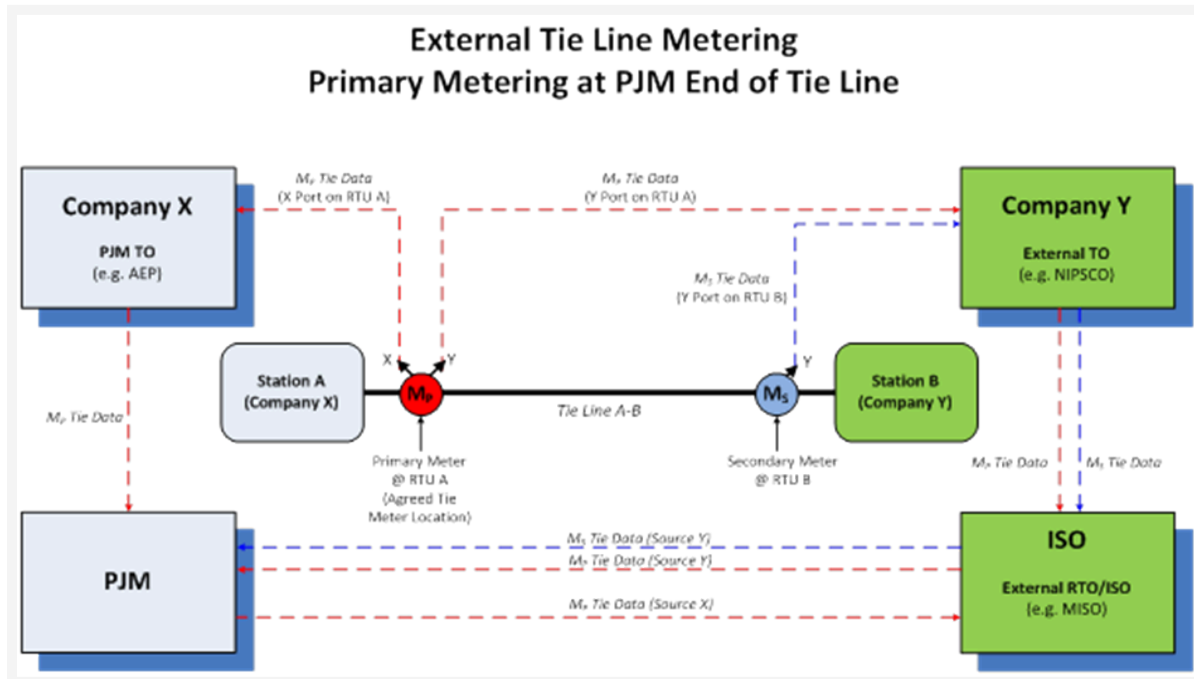 External Tie Line Metering
Primary Metering at PJM End of Tie Line
Company X
PJM TO
(e.g. AEP)
MP Tie Data
(X Port on RTU A)
MP Tie Data
(Y Port on RTU A)
Company Y
External TO
(e.g. NIPSCO)
MS Tie Data
(Y Port on RTU B)
Station A
(Company X)
X
Y
MP
Tie Line A-B
MS
Y
Station B
(Company Y)
MP Tie Data
Primary Meter
@ RTU A
(Agreed Tie
Meter Location)
Secondary Meter
@ RTU B
MP Tie Data
MS Tie Data
PJM
MS Tie Data (Source Y)
MP Tie Data (Source Y)
MP Tie Data (Source X)
ISO
External RTO/ISO
(e.g. MISO)